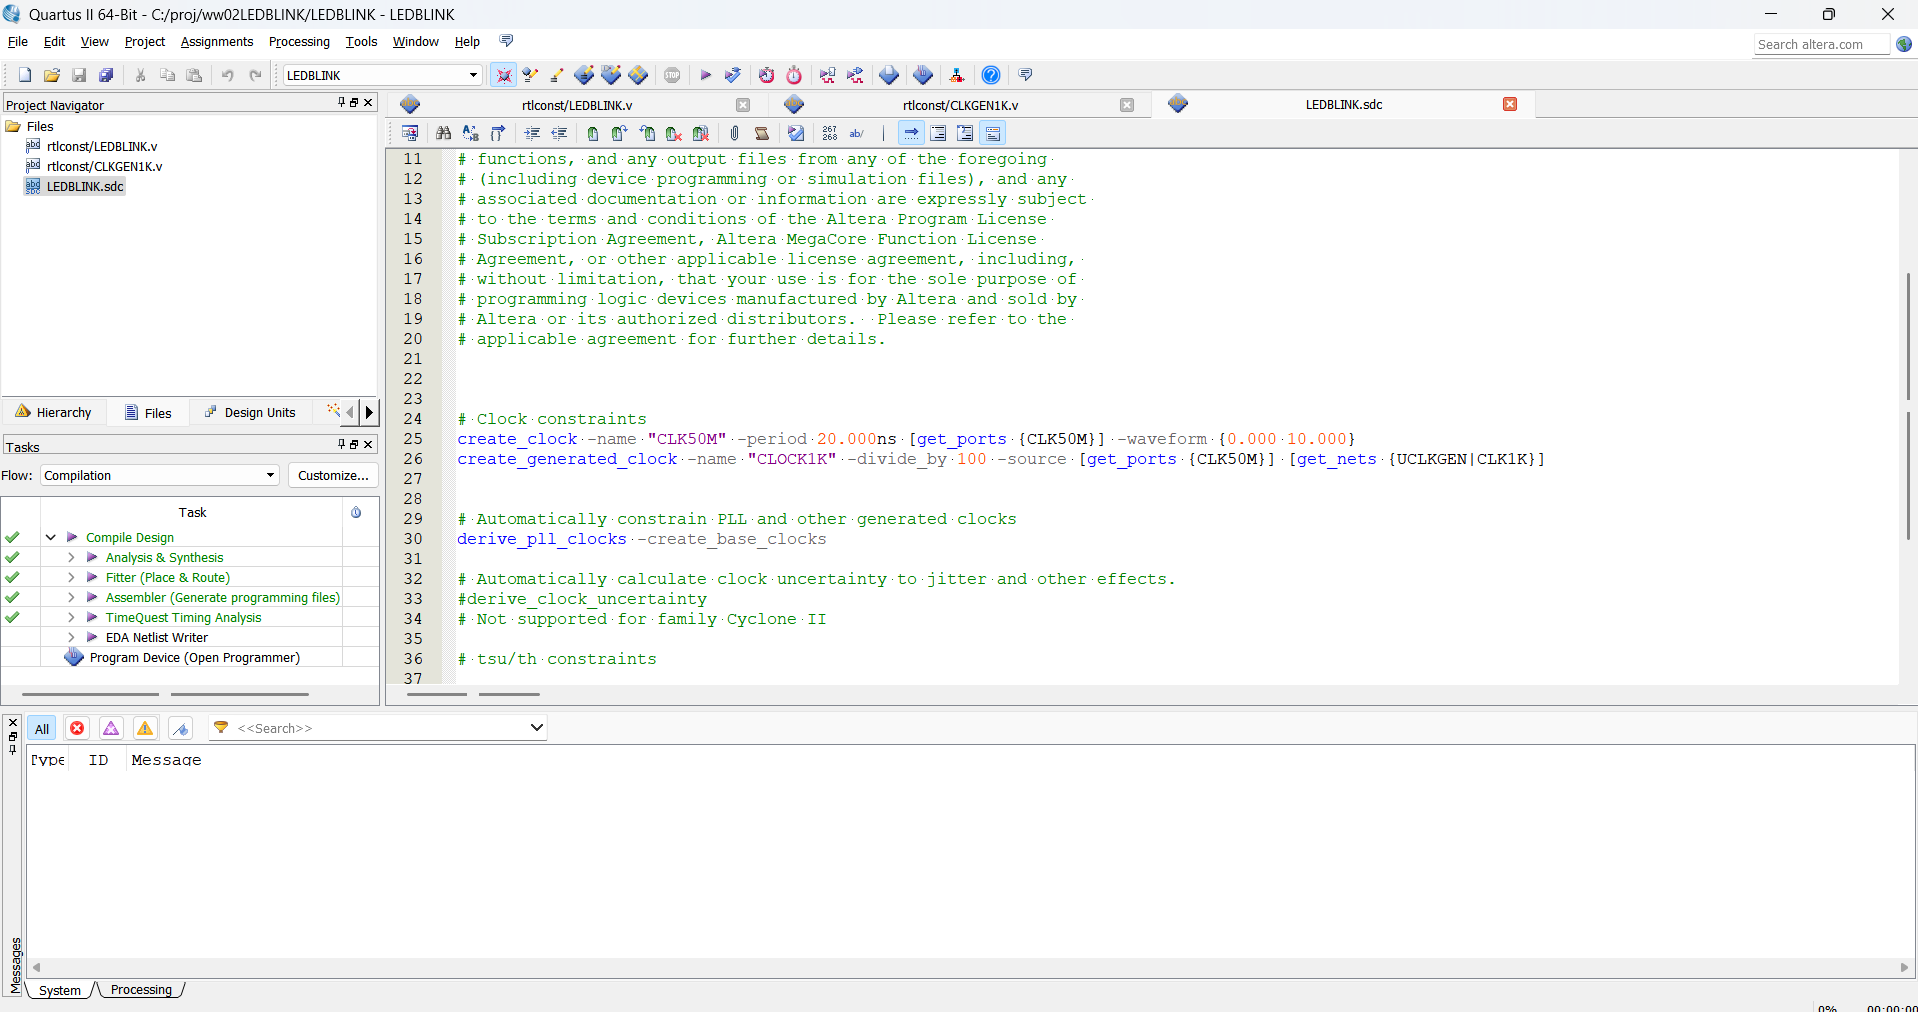 Quartus II 64-Bit - C:/proj/ww02LEDBLINK/LEDBLINK - LEDBLINK
File Edit View Project Assignments Processing Tools Window Help
Search altera.com
LEDBLINK
STOP
Project Navigator
Files
rtlconst/LEDBLINK.v
rtlconst/CLKGEN1K.v
LEDBLINK.sdc
Hierarchy Files Design Units
Tasks
Flow: Compilation Customize...
Task
Compile Design
Analysis & Synthesis
Fitter (Place & Route)
Assembler (Generate programming files)
TimeQuest Timing Analysis
EDA Netlist Writer
Program Device (Open Programmer)
rtlconst/LEDBLINK.v rtlconst/CLKGEN1K.v LEDBLINK.sdc
267 268 ab/
11 # functions, and any output files from any of the foregoing
12 # (including device programming or simulation files), and any
13 # associated documentation or information are expressly subject
14 # to the terms and conditions of the Altera Program License
15 # Subscription Agreement, Altera MegaCore Function License
16 # Agreement, or other applicable license agreement, including,
17 # without limitation, that your use is for the sole purpose of
18 # programming logic devices manufactured by Altera and sold by
19 # Altera or its authorized distributors.  Please refer to the
20 # applicable agreement for further details.
21
22
23
24 # Clock constraints
25 create_clock -name "CLK50M" -period 20.000ns [get_ports {CLK50M}] -waveform {0.000 10.000}
26 create_generated_clock -name "CLOCK1K" -divide_by 100 -source [get_ports {CLK50M}] [get_nets {UCLKGEN|CLK1K}]
27
28
29 # Automatically constrain PLL and other generated clocks
30 derive_pll_clocks -create_base_clocks
31
32 # Automatically calculate clock uncertainty to jitter and other effects.
33 #derive_clock_uncertainty
34 # Not supported for family Cyclone II
35
36 # tsu/th constraints
37
All <<Search>>
Type ID Message
Messages
System Processing
0% 00:00:00